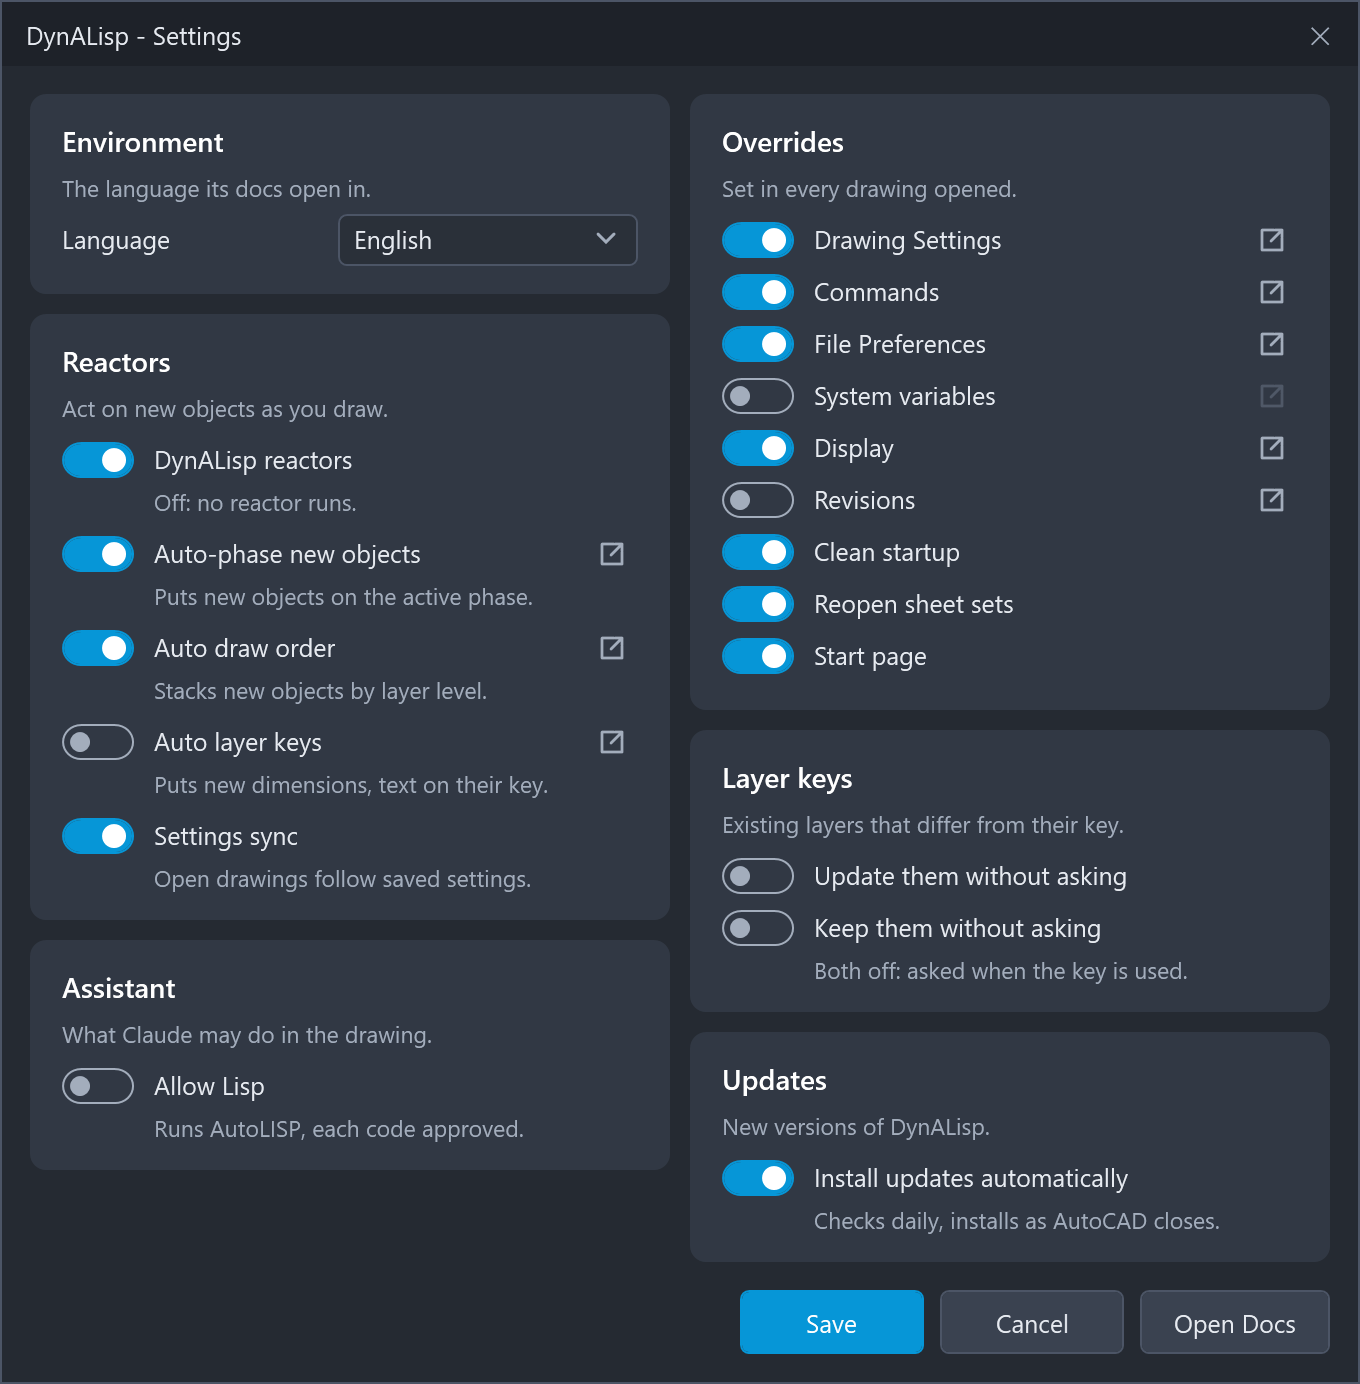 DynALisp - Settings
Environment
The language its docs open in.
Language
English
Reactors
Act on new objects as you draw.
DynALisp reactors
Off: no reactor runs.
Auto-phase new objects
Puts new objects on the active phase.
Auto draw order
Stacks new objects by layer level.
Auto layer keys
Puts new dimensions, text on their key.
Settings sync
Open drawings follow saved settings.
Assistant
What Claude may do in the drawing.
Allow Lisp
Runs AutoLISP, each code approved.
Overrides
Set in every drawing opened.
Drawing Settings
Commands
File Preferences
System variables
Display
Revisions
Clean startup
Reopen sheet sets
Start page
Layer keys
Existing layers that differ from their key.
Update them without asking
Keep them without asking
Both off: asked when the key is used.
Updates
New versions of DynALisp.
Install updates automatically
Checks daily, installs as AutoCAD closes.
Save
Cancel
Open Docs